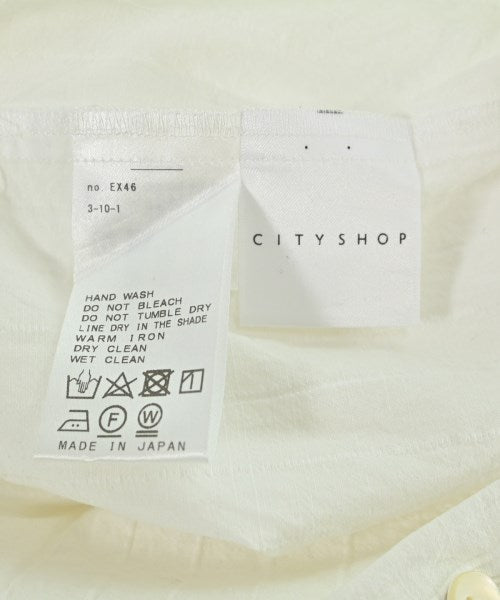 no. EX46
3-10-1
CITYSHOP
HAND WASH
DO NOT BLEACH
DO NOT TUMBLE DRY
LINE DRY IN THE SHADE
WARM IRON
DRY CLEAN
WET CLEAN
F W
MADE IN JAPAN